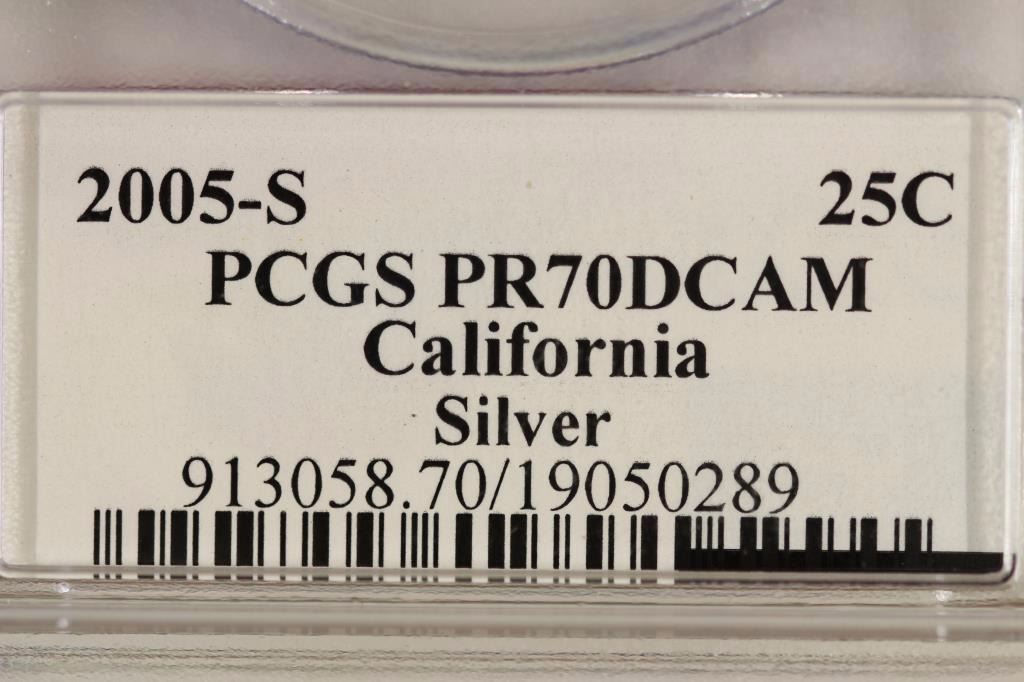 2005-S 25C
PCGS PR70DCAM
California
Silver
913058.70/19050289